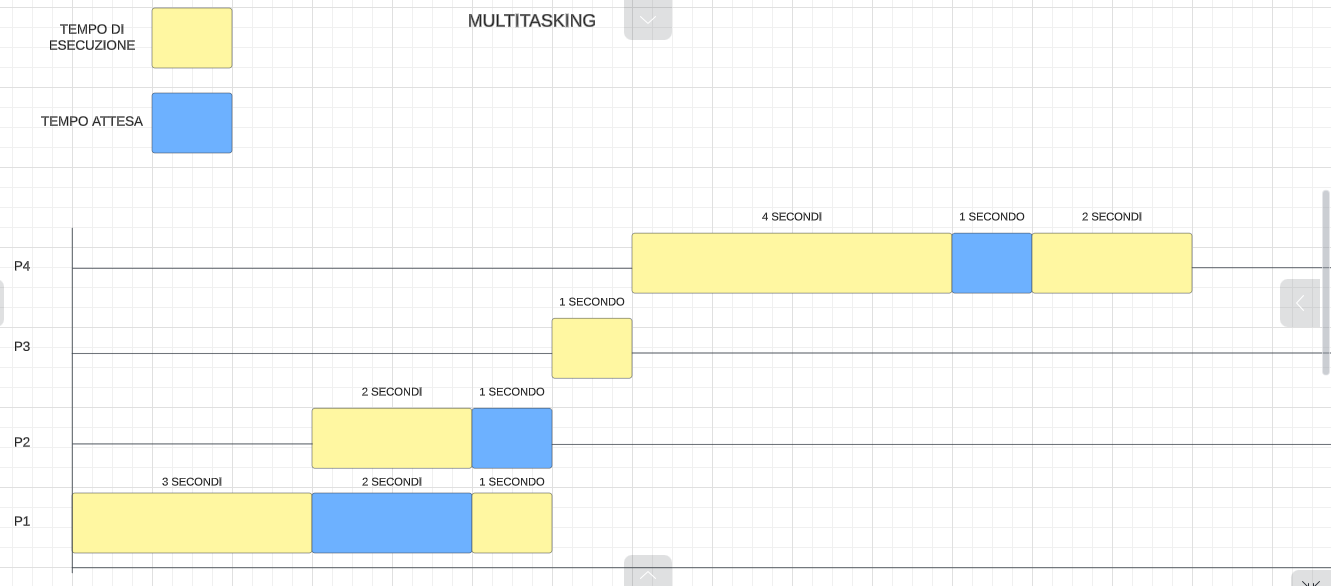 MULTITASKING
TEMPO DI
ESECUZIONE
TEMPO ATTESA
4 SECONDI
1 SECONDO
2 SECONDI
P4
1 SECONDO
P3
2 SECONDI
1 SECONDO
P2
3 SECONDI
2 SECONDI
1 SECONDO
P1